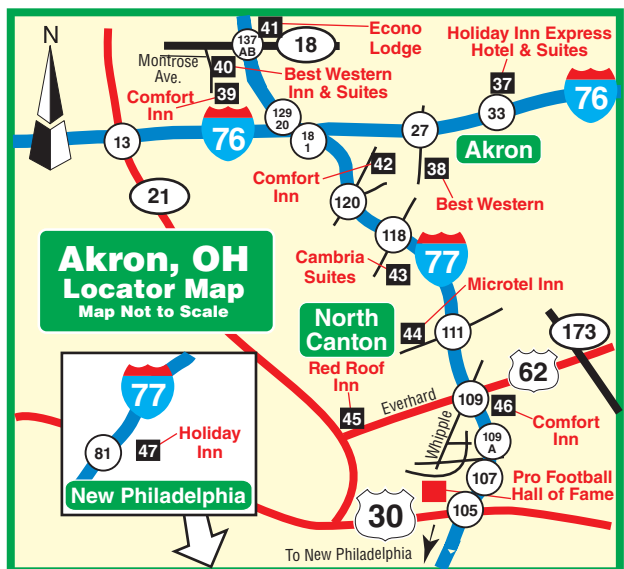 N
137
AB
41
Econo
Lodge
18
Montrose
Ave.
40
Best Western
Inn & Suites
Comfort
Inn
39
Holiday Inn Express
Hotel & Suites
37
33
76
76
129
20
18
1
27
13
Akron
42
Comfort
Inn
38
Best Western
21
120
118
Cambria
Suites
43
77
Akron, OH
Locator Map
Map Not to Scale
Microtel Inn
North
Canton
44
111
173
62
Red Roof
Inn
45
Everhard
109
46
Comfort
Inn
Whipple
109
A
77
81
47
Holiday
Inn
New Philadelphia
107
Pro Football
Hall of Fame
30
105
To New Philadelphia